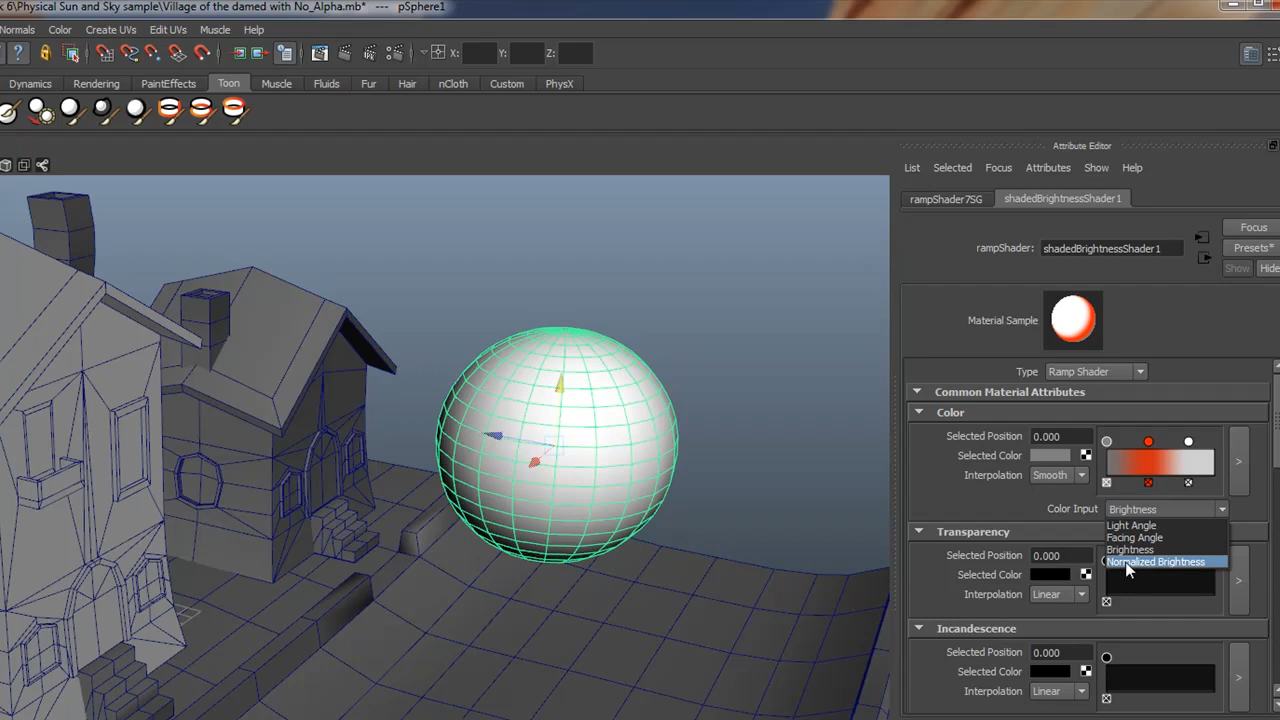 k 6\Physical Sun and Sky sample\Village of the damed with No_Alpha.mb* --- pSphere1
Normals Color Create UVs Edit UVs Muscle Help
? X: Y: Z:
Dynamics Rendering PaintEffects Toon Muscle Fluids Fur Hair nCloth Custom PhysX
Attribute Editor
List Selected Focus Attributes Show Help
rampShader7SG shadedBrightnessShader1
Focus
rampShader: shadedBrightnessShader1
Presets*
Show Hide
Material Sample
Type Ramp Shader
Common Material Attributes
Color
Selected Position 0.000
Selected Color
Interpolation Smooth
>
Color Input Brightness
Light Angle
Facing Angle
Brightness
Normalized Brightness
Transparency
Selected Position 0.000
Selected Color
Interpolation Linear
>
Incandescence
Selected Position 0.000
Selected Color
Interpolation Linear
>